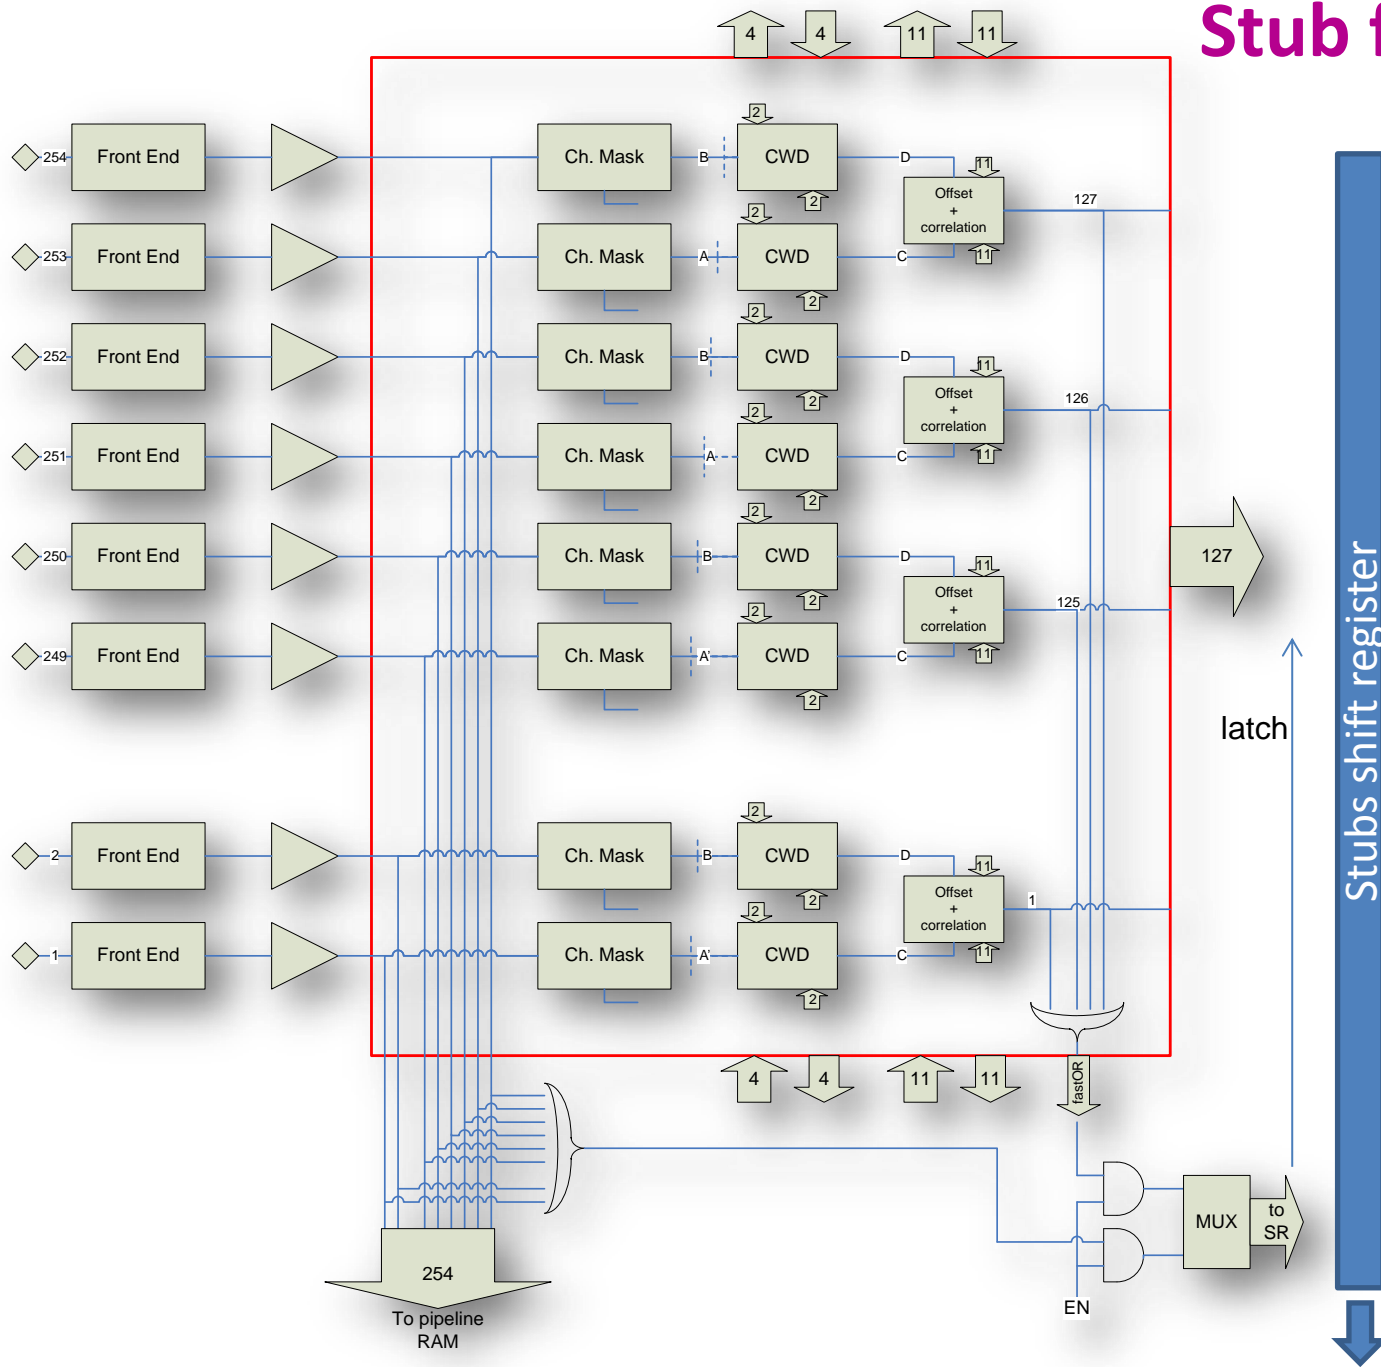 Stub f
4 4 11 11
254 Front End Ch. Mask B 2 CWD 2 D
11 Offset + correlation 11 127
253 Front End Ch. Mask A 2 CWD 2 C
252 Front End Ch. Mask B 2 CWD 2 D
11 Offset + correlation 11 126
251 Front End Ch. Mask A 2 CWD 2 C
250 Front End Ch. Mask B 2 CWD 2 D
11 Offset + correlation 11 125
249 Front End Ch. Mask A' 2 CWD 2 C
127
latch
Stubs shift register
2 Front End Ch. Mask B 2 CWD 2 D
11 Offset + correlation 11 1
1 Front End Ch. Mask A' 2 CWD 2 C
4 4 11 11 fastOR
MUX
to
SR
254
To pipeline
RAM
EN